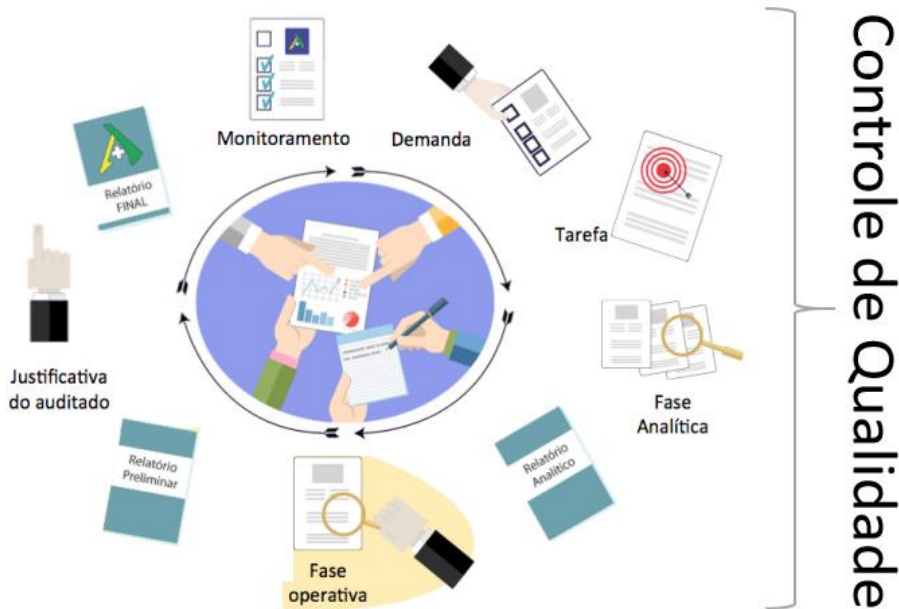 Monitoramento
Demanda
Tarefa
Fase
Analítica
Relatório
Analítico
Fase
operativa
Relatório
Preliminar
Justificativa
do auditado
Relatório
FINAL
Controle de Qualidade